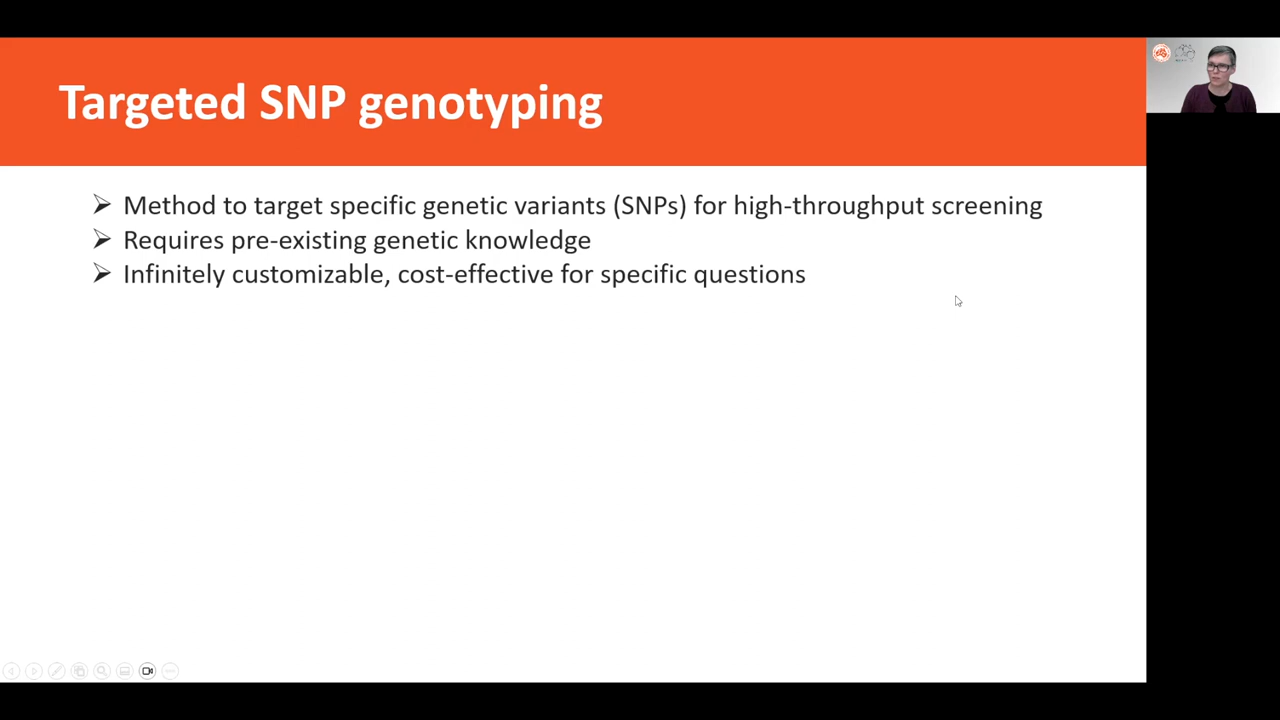 Targeted SNP genotyping
➢ Method to target specific genetic variants (SNPs) for high-throughput screening
➢ Requires pre-existing genetic knowledge
➢ Infinitely customizable, cost-effective for specific questions